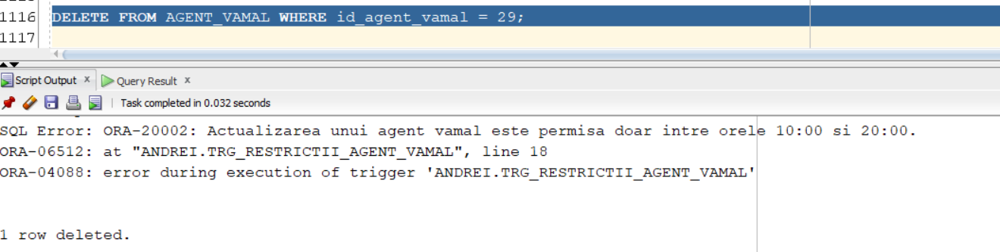 1116 DELETE FROM AGENT_VAMAL WHERE id_agent_vamal = 29;
1117
Script Output x Query Result x
Task completed in 0.032 seconds
SQL Error: ORA-20002: Actualizarea unui agent vamal este permisa doar intre orele 10:00 si 20:00.
ORA-06512: at "ANDREI.TRG_RESTRICTII_AGENT_VAMAL", line 18
ORA-04088: error during execution of trigger 'ANDREI.TRG_RESTRICTII_AGENT_VAMAL'
1 row deleted.